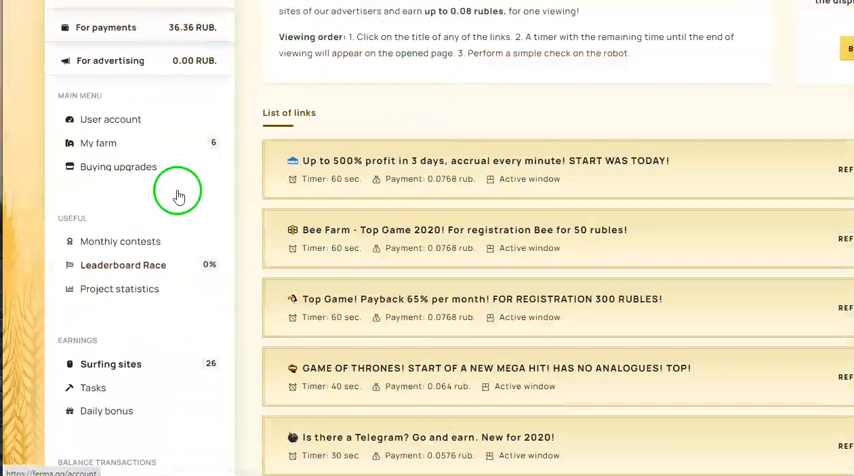 sites of our advertisers and earn up to 0.08 rubles. for one viewing!
For payments 36.36 RUB.
Viewing order: 1. Click on the title of any of the links. 2. A timer with the remaining time until the end of
viewing will appear on the opened page. 3. Perform a simple check on the robot.
For advertising 0.00 RUB.
MAIN MENU
User account
My farm 6
Buying upgrades
USEFUL
Monthly contests
Leaderboard Race 0%
Project statistics
EARNINGS
Surfing sites 26
Tasks
Daily bonus
BALANCE TRANSACTIONS
https://ferma.gg/account
List of links
Up to 500% profit in 3 days, accrual every minute! START WAS TODAY!
Timer: 60 sec. Payment: 0.0768 rub. Active window
REF
Bee Farm - Top Game 2020! For registration Bee for 50 rubles!
Timer: 60 sec. Payment: 0.0768 rub. Active window
REF
Top Game! Payback 65% per month! FOR REGISTRATION 300 RUBLES!
Timer: 60 sec. Payment: 0.0768 rub. Active window
REF
GAME OF THRONES! START OF A NEW MEGA HIT! HAS NO ANALOGUES! TOP!
Timer: 40 sec. Payment: 0.064 rub. Active window
REF
Is there a Telegram? Go and earn. New for 2020!
Timer: 30 sec Payment: 0.0576 rub. Active window
REF